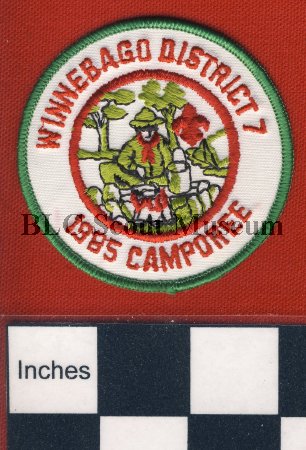 WINNEBAGO DISTRICT 7
BLC Scout Museum
1985 CAMPOREE
Inches